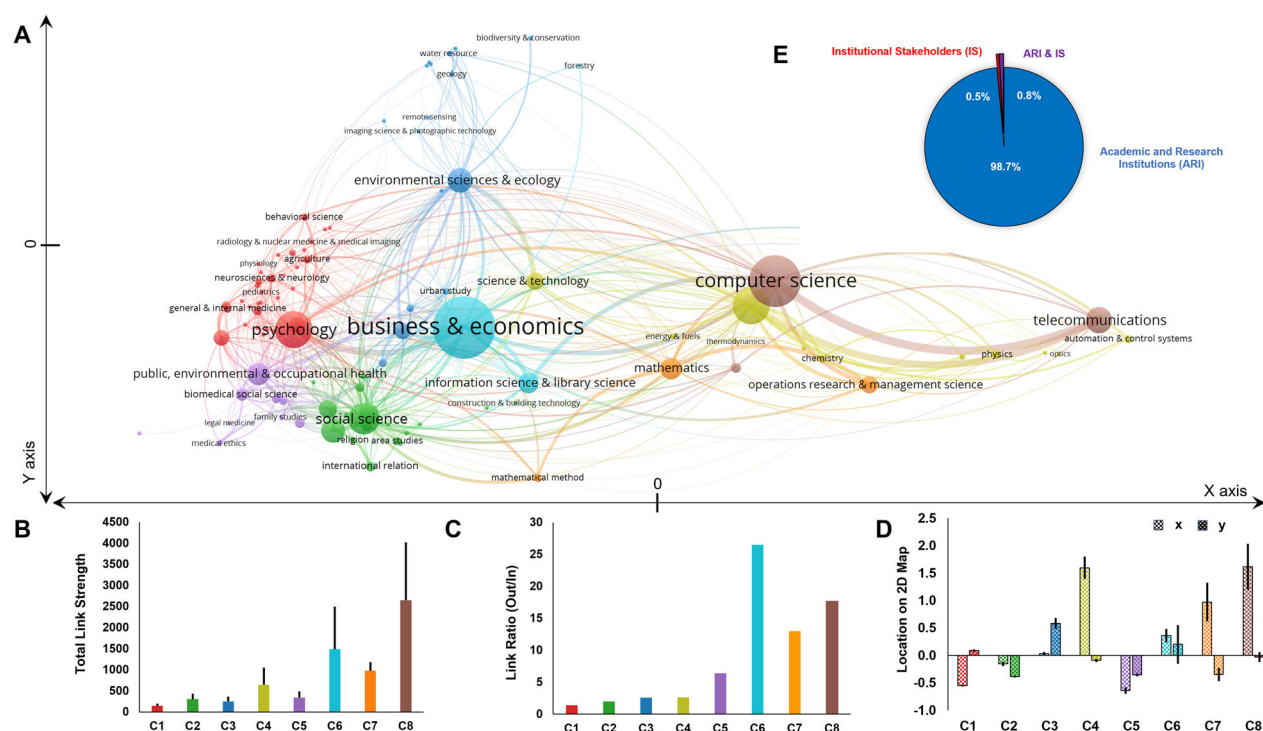 A
biodiversity & conservation
water resource
geology
forestry
remote sensing
imaging science & photographic technology
environmental sciences & ecology
behavioral science
radiology & nuclear medicine & medical imaging
physiology
agriculture
neurosciences & neurology
pediatrics
general & internal medicine
psychology
urban study
science & technology
business & economics
computer science
telecommunications
automation & control systems
energy & fuels
thermodynamics
chemistry
physics
optics
public, environmental & occupational health
information science & library science
mathematics
operations research & management science
biomedical social science
construction & building technology
legal medicine
family studies
social science
medical ethics
religion
area studies
international relation
mathematical method
0
Y axis
0
X axis
E
Institutional Stakeholders (IS)
ARI & IS
0.5%
0.8%
98.7%
Academic and Research
Institutions (ARI)
B
Total Link Strength
4500
4000
3500
3000
2500
2000
1500
1000
500
0
C1 C2 C3 C4 C5 C6 C7 C8
C
Link Ratio (Out/In)
30
25
20
15
10
5
0
C1 C2 C3 C4 C5 C6 C7 C8
D
Location on 2D Map
x y
2.5
2.0
1.5
1.0
0.5
0.0
-0.5
-1.0
C1 C2 C3 C4 C5 C6 C7 C8